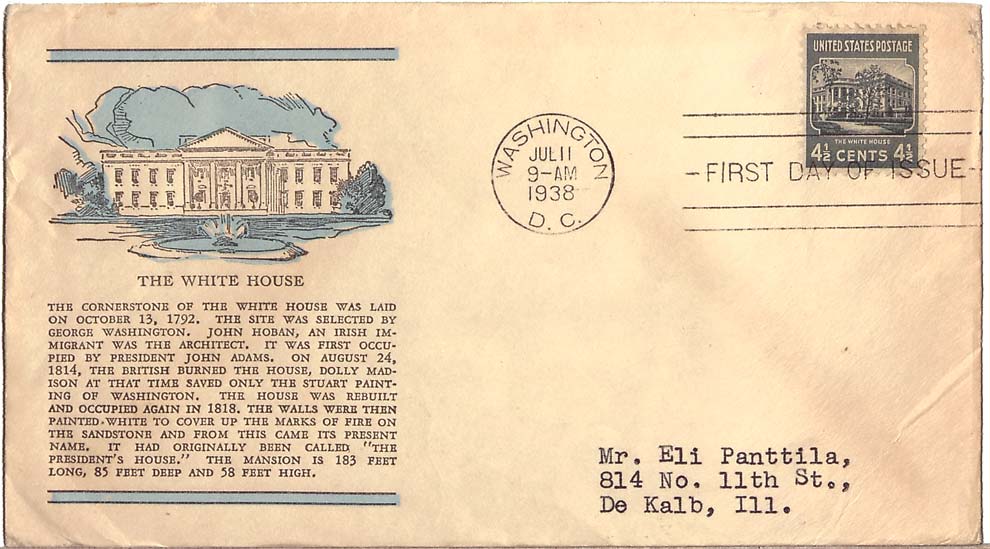 UNITED STATES POSTAGE
THE WHITE HOUSE
4½ CENTS 4½
WASHINGTON
JUL 11
9-AM
1938
D. C.
FIRST DAY OF ISSUE
THE WHITE HOUSE
THE CORNERSTONE OF THE WHITE HOUSE WAS LAID
ON OCTOBER 13, 1792. THE SITE WAS SELECTED BY
GEORGE WASHINGTON. JOHN HOBAN, AN IRISH IM-
MIGRANT WAS THE ARCHITECT. IT WAS FIRST OCCU-
PIED BY PRESIDENT JOHN ADAMS. ON AUGUST 24,
1814, THE BRITISH BURNED THE HOUSE, DOLLY MAD-
ISON AT THAT TIME SAVED ONLY THE STUART PAINT-
ING OF WASHINGTON. THE HOUSE WAS REBUILT
AND OCCUPIED AGAIN IN 1818. THE WALLS WERE THEN
PAINTED WHITE TO COVER UP THE MARKS OF FIRE ON
THE SANDSTONE AND FROM THIS CAME ITS PRESENT
NAME. IT HAD ORIGINALLY BEEN CALLED "THE
PRESIDENT'S HOUSE." THE MANSION IS 183 FEET
LONG, 85 FEET DEEP AND 58 FEET HIGH.
Mr. Eli Panttila,
814 No. 11th St.,
De Kalb, Ill.